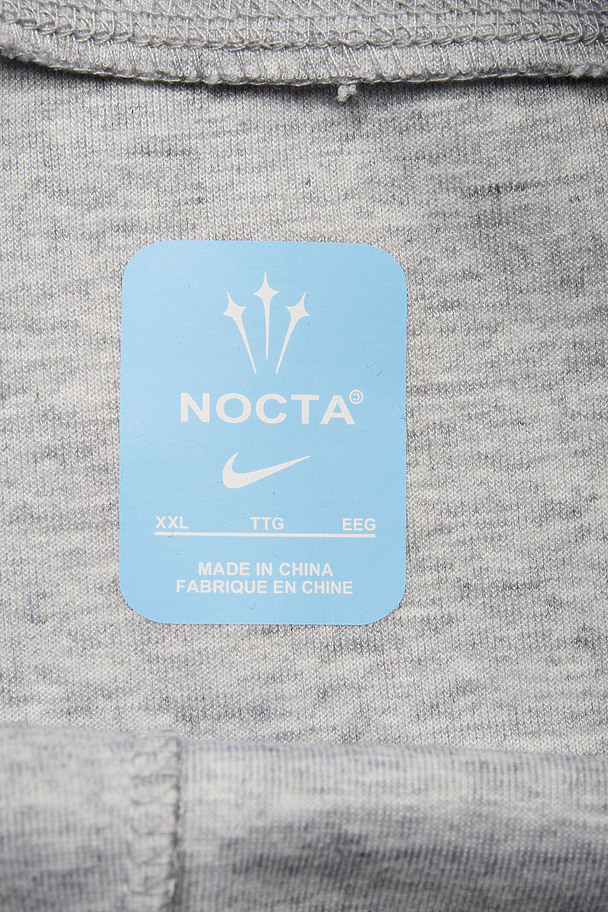 NOCTA©
XXL TTG EEG
MADE IN CHINA
FABRIQUE EN CHINE